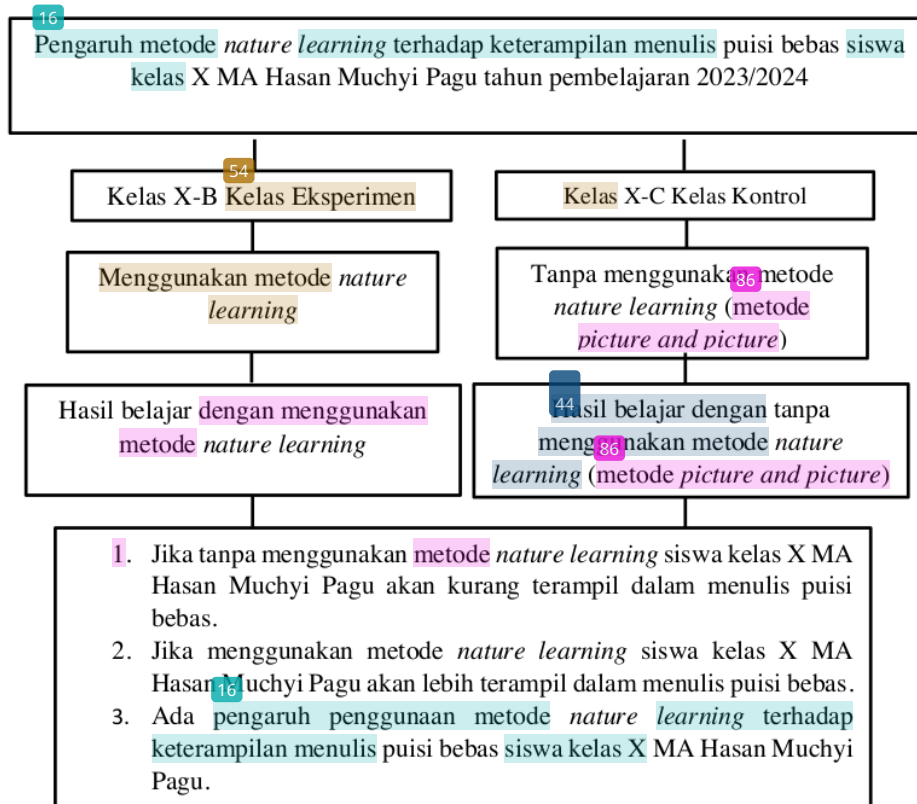 16
Pengaruh metode nature learning terhadap keterampilan menulis puisi bebas siswa
kelas X MA Hasan Muchyi Pagu tahun pembelajaran 2023/2024
54
Kelas X-B Kelas Eksperimen
Kelas X-C Kelas Kontrol
Menggunakan metode nature
learning
Tanpa menggunakan metode
86
nature learning (metode
picture and picture)
Hasil belajar dengan menggunakan
metode nature learning
44
Hasil belajar dengan tanpa
menggunakan metode nature
86
learning (metode picture and picture)
1. Jika tanpa menggunakan metode nature learning siswa kelas X MA
Hasan Muchyi Pagu akan kurang terampil dalam menulis puisi
bebas.
2. Jika menggunakan metode nature learning siswa kelas X MA
Hasan Muchyi Pagu akan lebih terampil dalam menulis puisi bebas.
16
3. Ada pengaruh penggunaan metode nature learning terhadap
keterampilan menulis puisi bebas siswa kelas X MA Hasan Muchyi
Pagu.